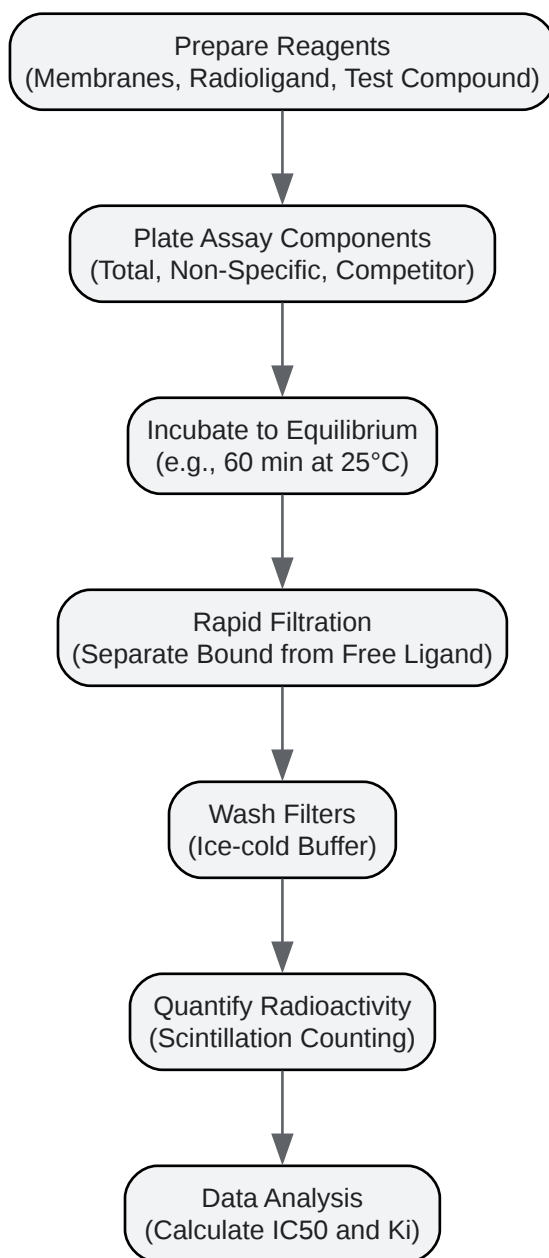 Prepare Reagents
(Membranes, Radioligand, Test Compound)
Plate Assay Components
(Total, Non-Specific, Competitor)
Incubate to Equilibrium
(e.g., 60 min at 25°C)
Rapid Filtration
(Separate Bound from Free Ligand)
Wash Filters
(Ice-cold Buffer)
Quantify Radioactivity
(Scintillation Counting)
Data Analysis
(Calculate IC50 and Ki)